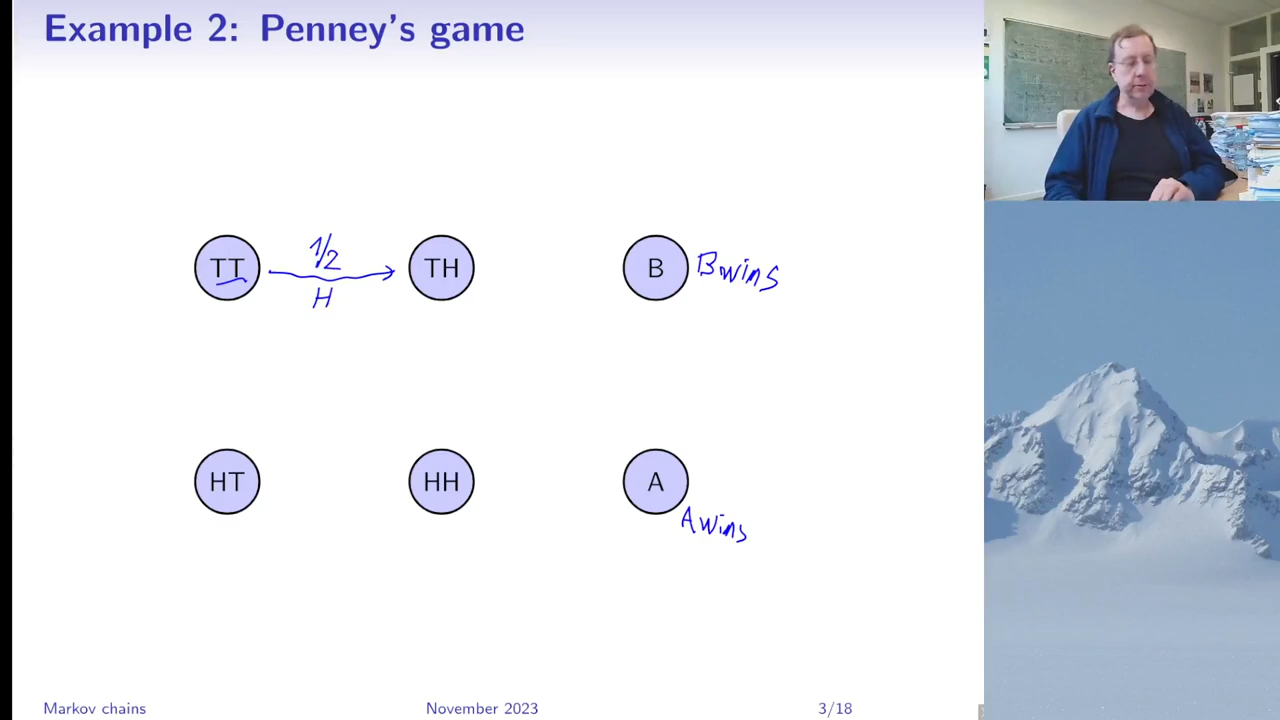 Example 2: Penney's game
1/2
TT
TH
B
B wins
H
HT
HH
A
A wins
Markov chains
November 2023
3/18